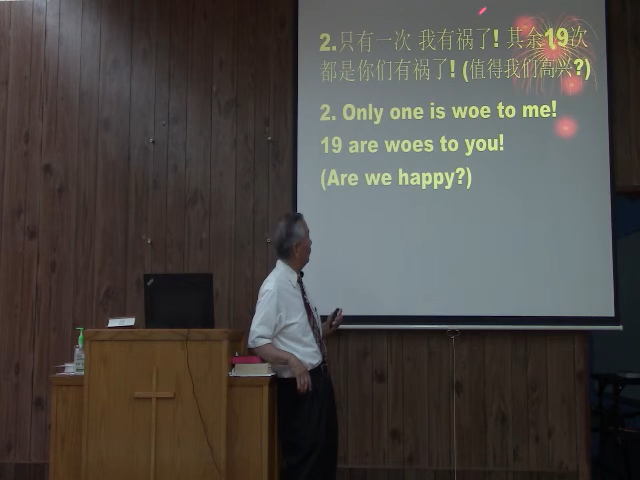 2.只有一次 我有祸了! 其余19次
都是你们有祸了! (值得我们高兴?)
2. Only one is woe to me!
19 are woes to you!
(Are we happy?)